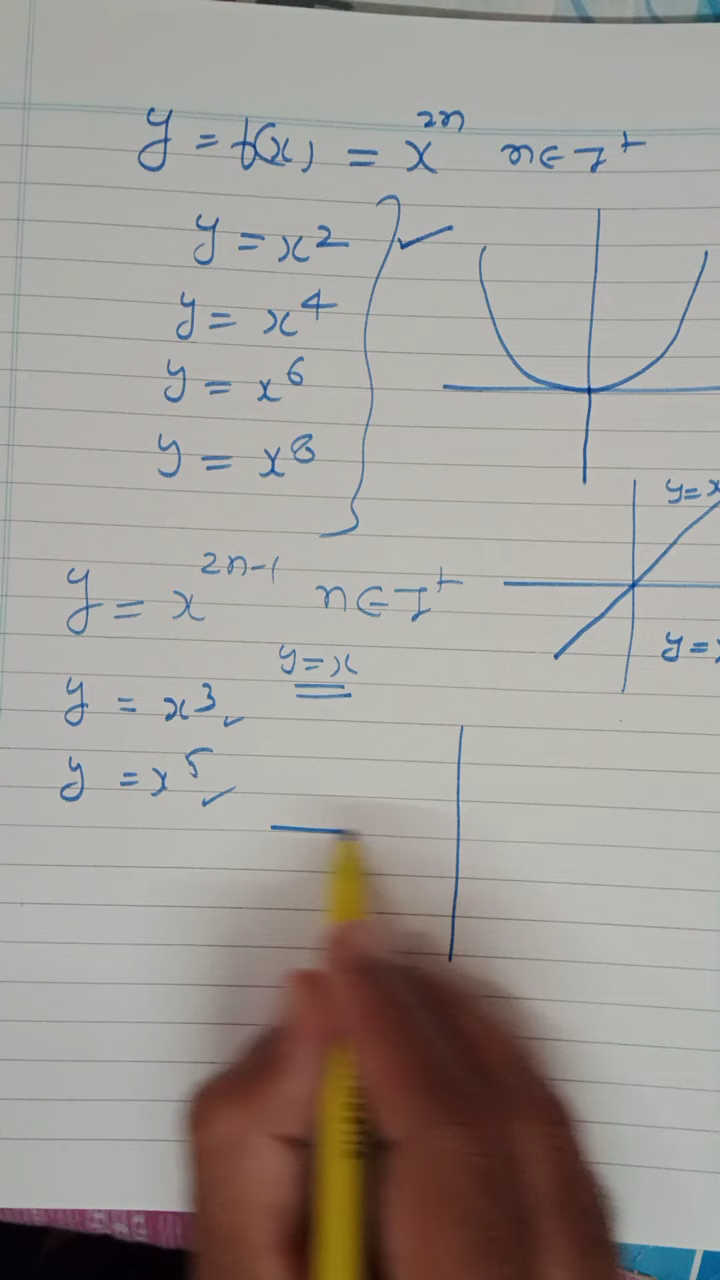 y = f(x) = x^{2n} n ∈ I^+
y = x^2
y = x^4
y = x^6
y = x^8
y = x
y = x^{2n-1} n ∈ I^+
y =
y = x
y = x^3
y = x^5